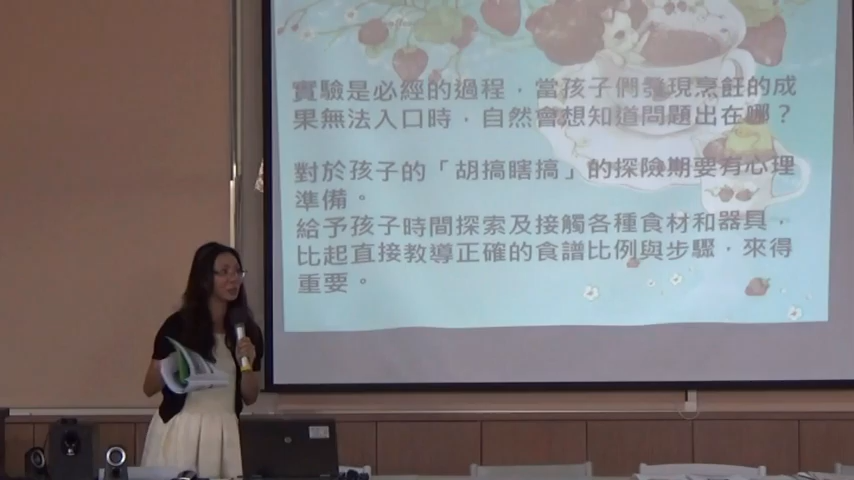 實驗是必經的過程，當孩子們發現烹飪的成
果無法入口時，自然會想知道問題出在哪？
對於孩子的「胡搞瞎搞」的探險期要有心理
準備。
給予孩子時間探索及接觸各種食材和器具，
比起直接教導正確的食譜比例與步驟，來得
重要。